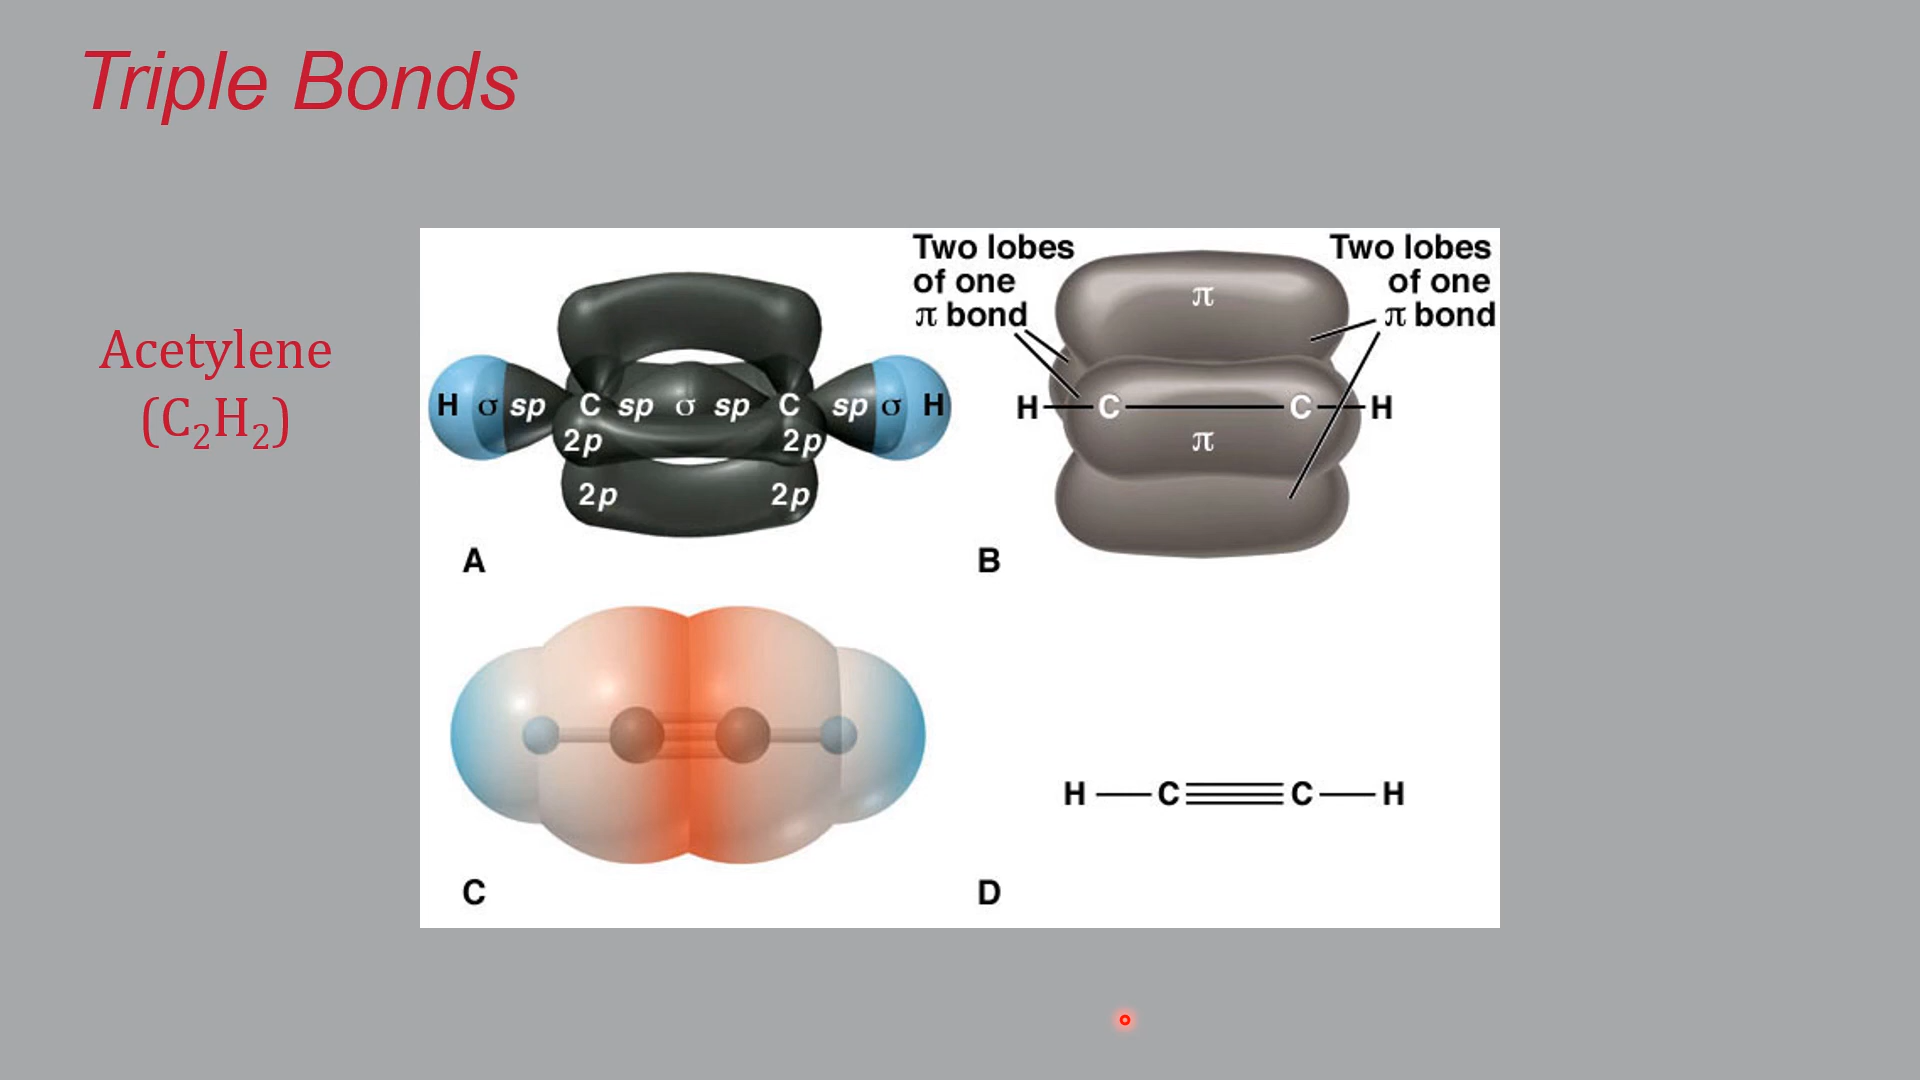 Triple Bonds
Acetylene
(C₂H₂)
H σ sp C sp σ sp C sp σ H
2p 2p
2p 2p
A
Two lobes
of one
π bond
Two lobes
of one
π bond
π
H C C H
π
B
C
H C C H
D